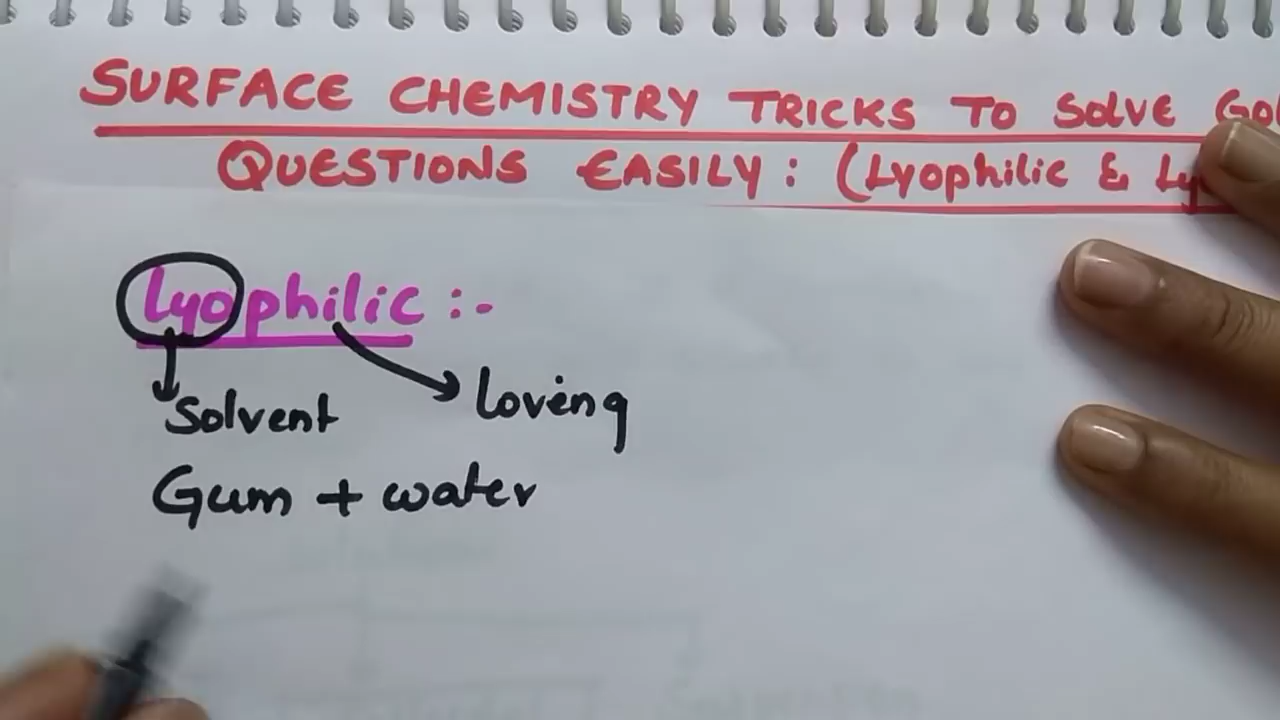 SURFACE CHEMISTRY TRICKS TO SOLVE
QUESTIONS EASILY: (Lyophilic &
Lyophilic :-
Solvent
Loving
Gum + water